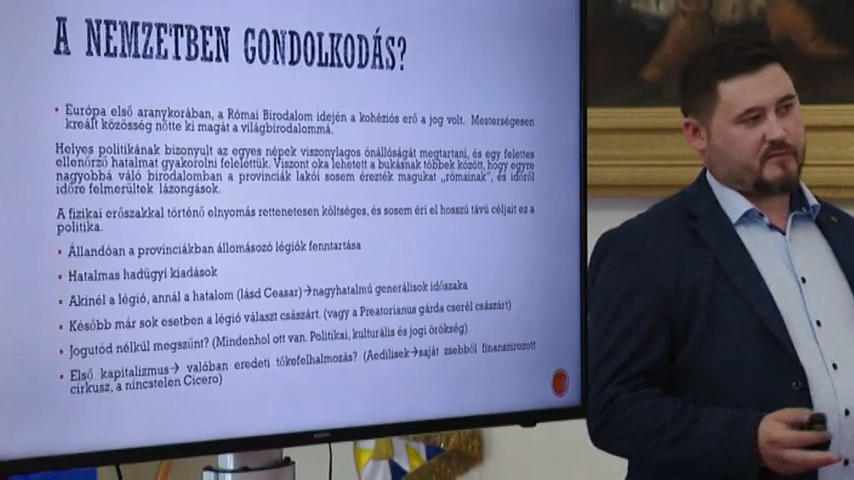 A NEMZETBEN GONDOLKODÁS?
• Európa első aranykorában, a Római Birodalom idején a kohéziós erő a jog volt. Mesterségesen
kreált közösség nőtte ki magát a világbirodalommá.
Helyes politikának bizonyult az egyes népek viszonylagos önállóságát megtartani, és egy felettes
ellenőrző hatalmat gyakorolni felelettük. Viszont oka lehetett a bukásnak többek között, hogy egyre
nagyobbá váló birodalomban a provinciák lakói sosem érezték magukat „rómainak", és időről
időre felmerültek lázongások.
A fizikai erőszakkal történő elnyomás rettenetesen költséges, és sosem éri el hosszú távú céljait ez a
politika.
• Állandóan a provinciákban állomásozó légiók fenntartása
• Hatalmas hadügyi kiadások
• Akinél a légió, annál a hatalom (lásd Ceasar)→nagyhatalmú generálisok időszaka
• Később már sok esetben a légió választ császárt. (vagy a Preatorianus gárda cserél császárt)
• Jogutód nélkül megszűnt? (Mindenhol ott van. Politikai, kulturális és jogi örökség)
• Első kapitalizmus→ valóban eredeti tőkefelhalmozás? (Aedilisek→saját zsebből finanszírozott
cirkusz, a nincstelen Cicero)